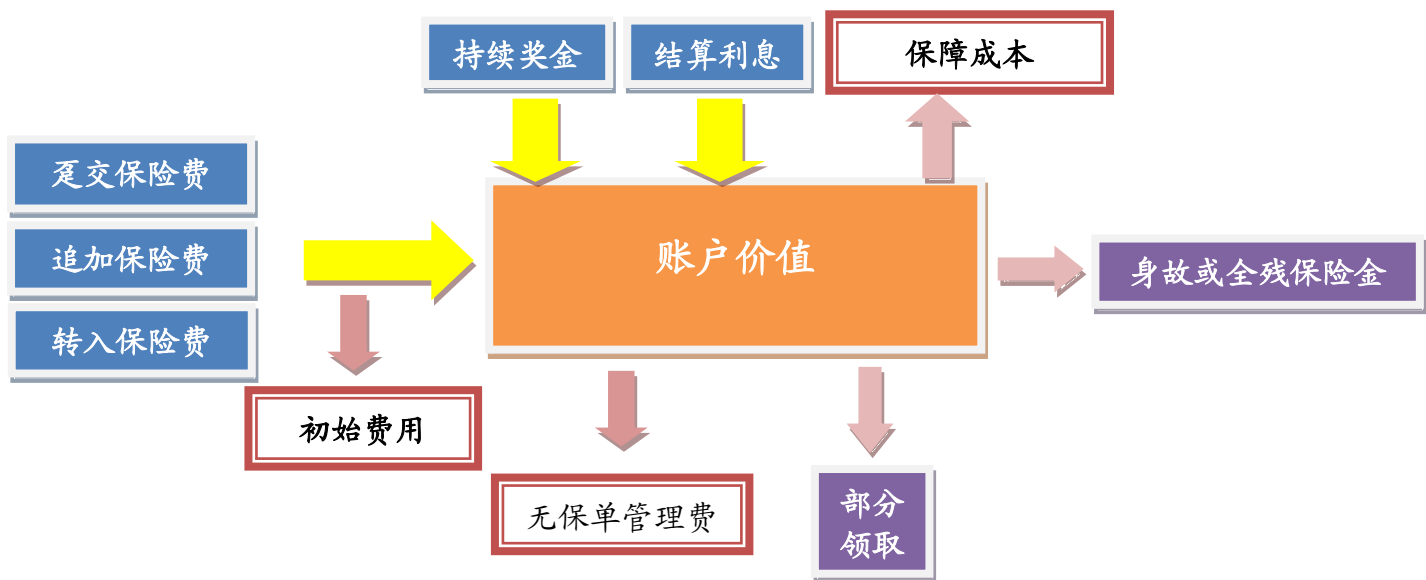 持续奖金
结算利息
保障成本
趸交保险费
追加保险费
账户价值
身故或全残保险金
转入保险费
初始费用
无保单管理费
部分
领取